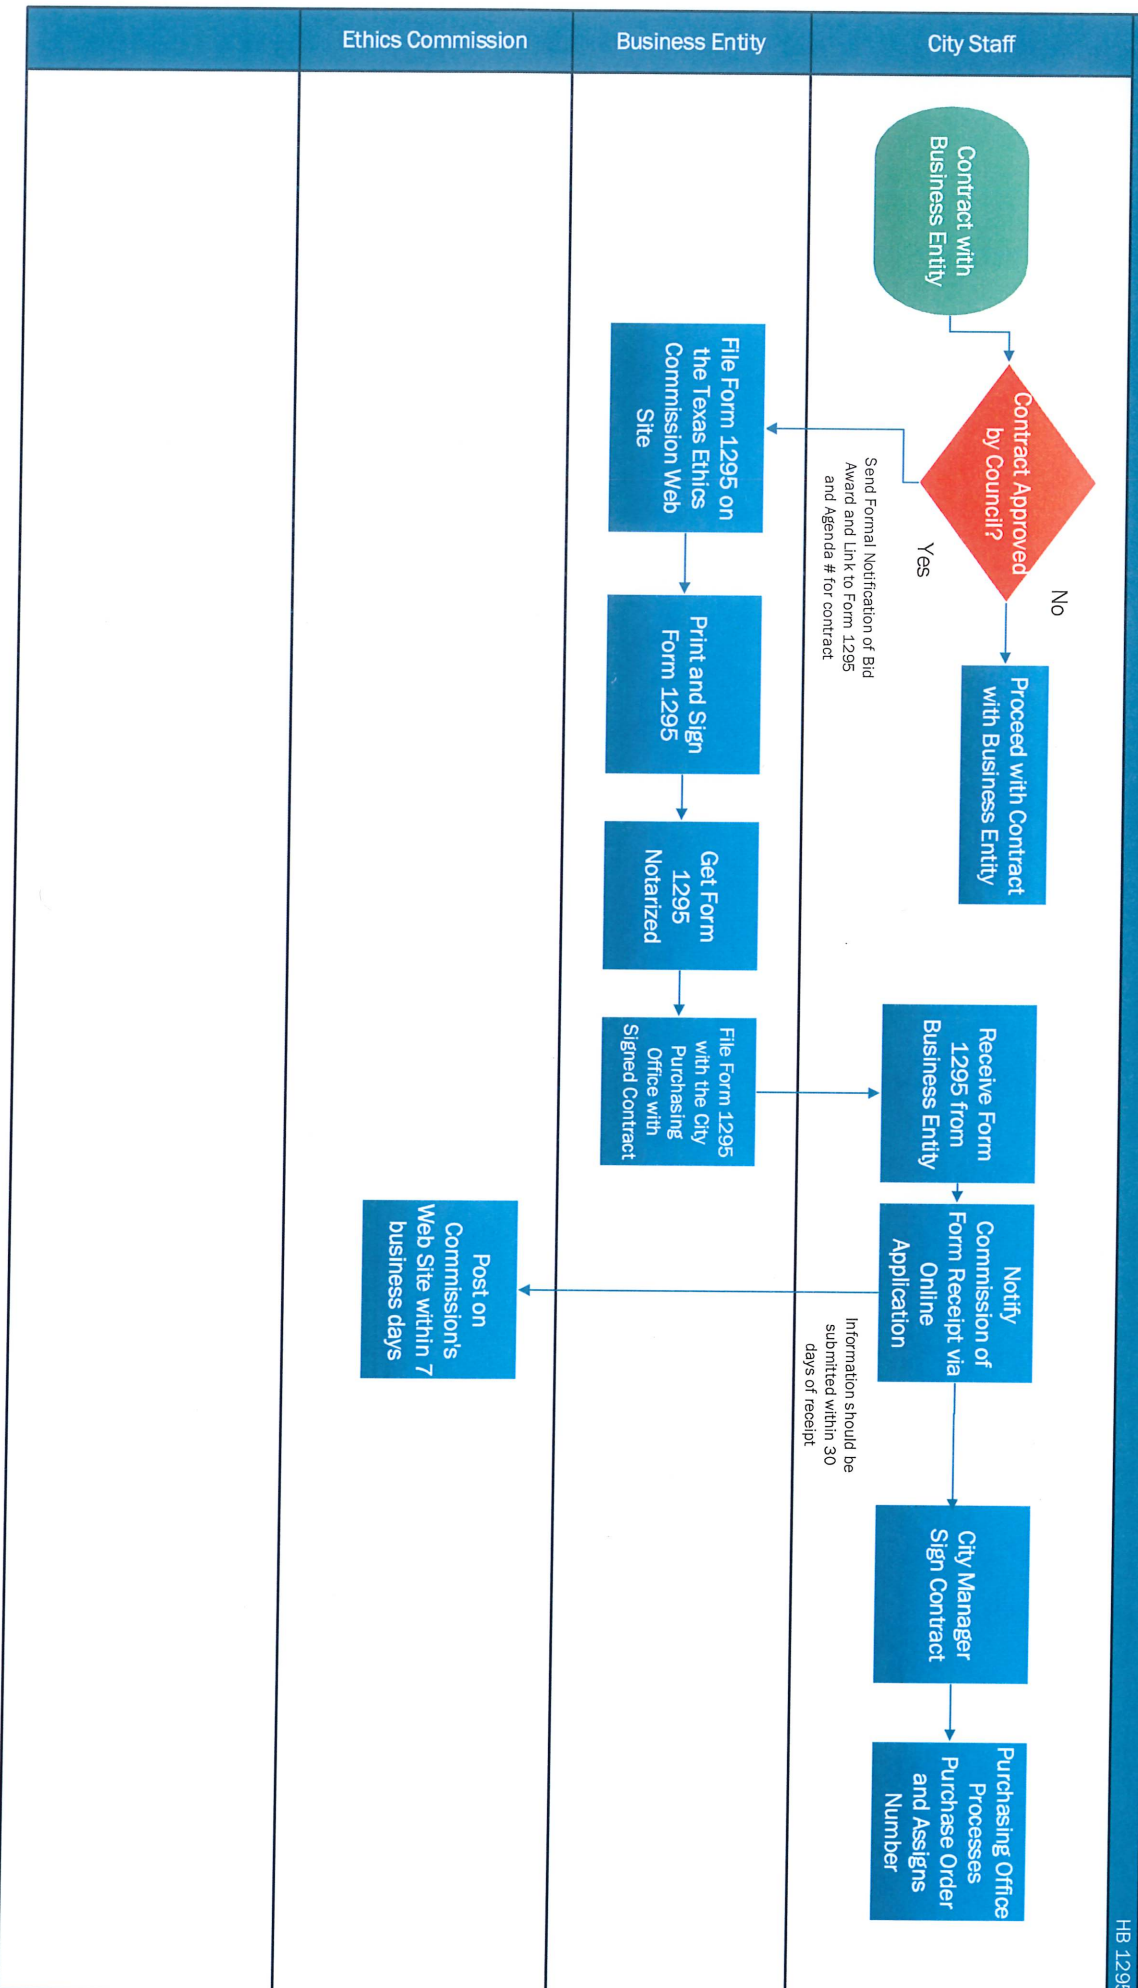 HB 1295
City Staff
Contract with
Business Entity
Contract Approved
by Council?
No
Yes
Proceed with Contract
with Business Entity
Send Formal Notification of Bid
Award and Link to Form 1295
and Agenda # for contract
Receive Form
1295 from
Business Entity
Notify
Commission of
Form Receipt via
Online
Application
Information should be
submitted within 30
days of receipt
City Manager
Sign Contract
Purchasing Office
Processes
Purchase Order
and Assigns
Number
Business Entity
File Form 1295 on
the Texas Ethics
Commission Web
Site
Print and Sign
Form 1295
Get Form
1295
Notarized
File Form 1295
with the City
Purchasing
Office with
Signed Contract
Ethics Commission
Post on
Commission's
Web Site within 7
business days